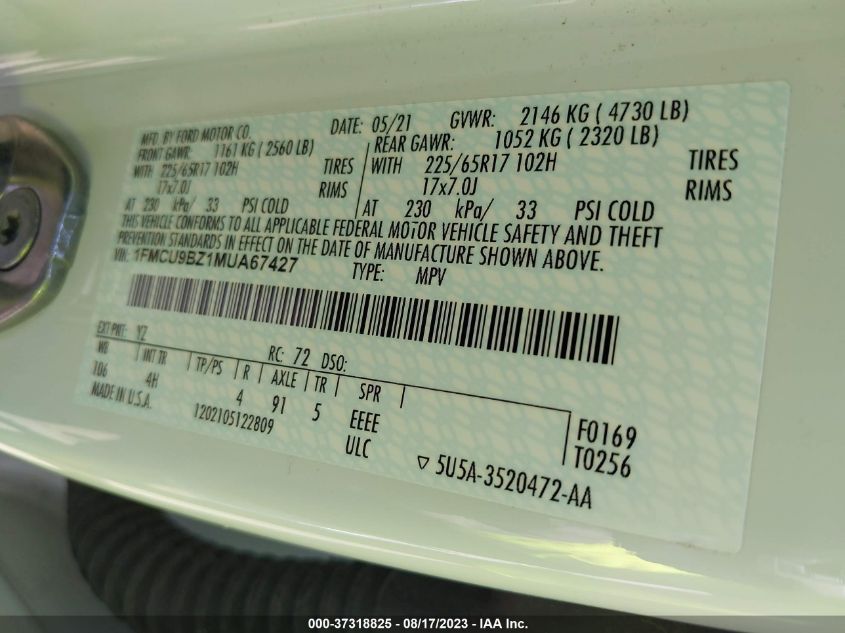 MFD. BY FORD MOTOR CO.
DATE: 05/21 GVWR: 2146 KG ( 4730 LB)
FRONT GAWR: 1161 KG ( 2560 LB) REAR GAWR: 1052 KG ( 2320 LB)
WITH 225/65R17 102H TIRES WITH 225/65R17 102H TIRES
17x7.0J RIMS 17x7.0J RIMS
AT 230 kPa/ 33 PSI COLD AT 230 kPa/ 33 PSI COLD
THIS VEHICLE CONFORMS TO ALL APPLICABLE FEDERAL MOTOR VEHICLE SAFETY AND THEFT
PREVENTION STANDARDS IN EFFECT ON THE DATE OF MANUFACTURE SHOWN ABOVE.
VIN: 1FMCU9BZ1MUA67427 TYPE: MPV
EXT PNT: YZ RC: 72 DSO:
WB INT TR TP/PS R AXLE TR SPR
106 4H 4 91 5 EEEE
MADE IN U.S.A. 1202105122809 ULC
F0169
T0256
▽ 5U5A-3520472-AA
000-37318825 - 08/17/2023 - IAA Inc.